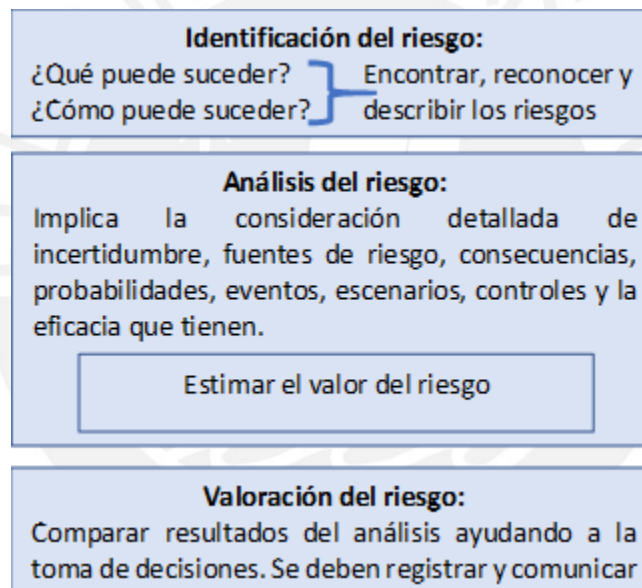 Identificación del riesgo:
¿Qué puede suceder? Encontrar, reconocer y
¿Cómo puede suceder? describir los riesgos
Análisis del riesgo:
Implica la consideración detallada de
incertidumbre, fuentes de riesgo, consecuencias,
probabilidades, eventos, escenarios, controles y la
eficacia que tienen.
Estimar el valor del riesgo
Valoración del riesgo:
Comparar resultados del análisis ayudando a la
toma de decisiones. Se deben registrar y comunicar